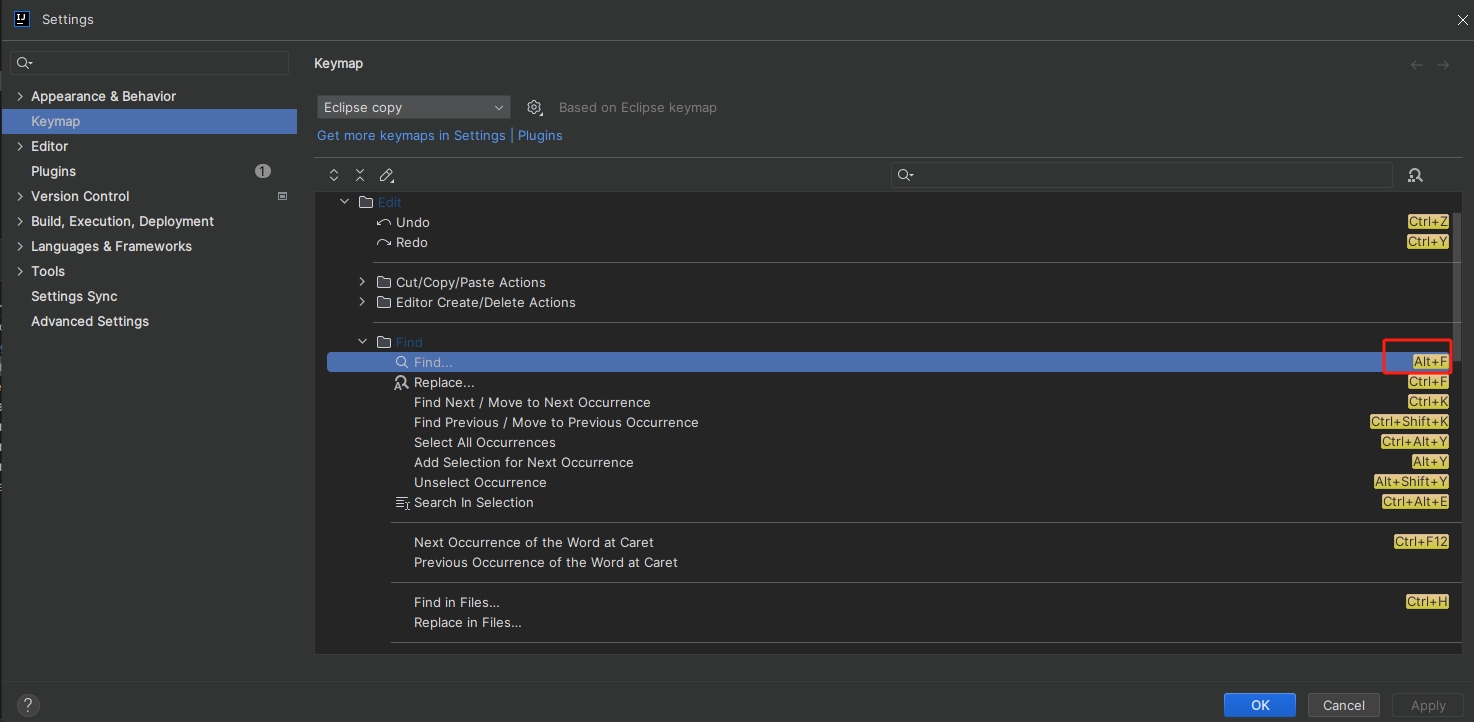 Settings
Keymap
Appearance & Behavior
Keymap
Editor
Plugins 1
Version Control
Build, Execution, Deployment
Languages & Frameworks
Tools
Settings Sync
Advanced Settings
Eclipse copy
Based on Eclipse keymap
Get more keymaps in Settings | Plugins
Edit
Undo Ctrl+Z
Redo Ctrl+Y
Cut/Copy/Paste Actions
Editor Create/Delete Actions
Find
Find... Alt+F
Replace... Ctrl+F
Find Next / Move to Next Occurrence Ctrl+K
Find Previous / Move to Previous Occurrence Ctrl+Shift+K
Select All Occurrences Ctrl+Alt+Y
Add Selection for Next Occurrence Alt+Y
Unselect Occurrence Alt+Shift+Y
Search In Selection Ctrl+Alt+E
Next Occurrence of the Word at Caret Ctrl+F12
Previous Occurrence of the Word at Caret
Find in Files... Ctrl+H
Replace in Files...
? OK Cancel Apply